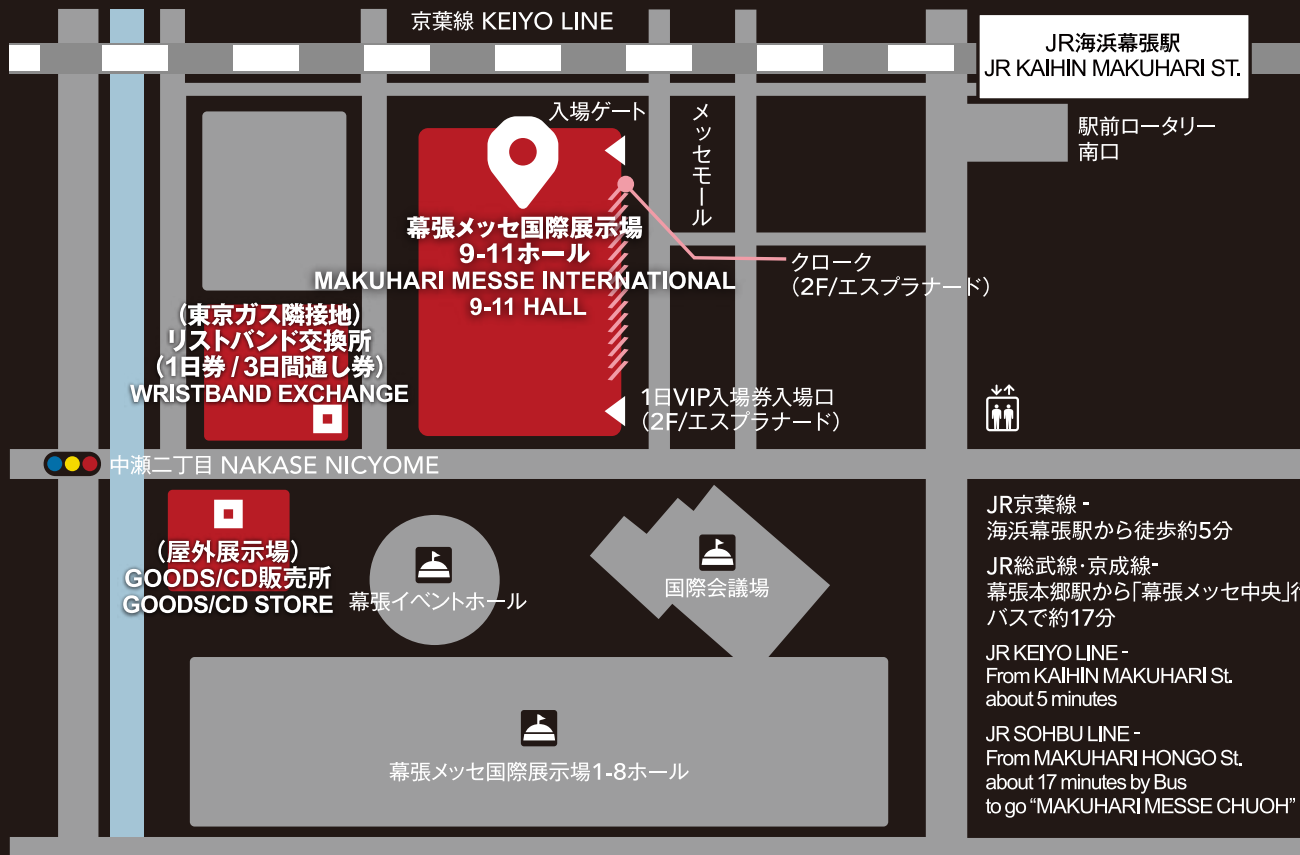 京葉線 KEIYO LINE
JR海浜幕張駅
JR KAIHIN MAKUHARI ST.
入場ゲート
メッセモール
駅前ロータリー
南口
幕張メッセ国際展示場
9-11ホール
MAKUHARI MESSE INTERNATIONAL
9-11 HALL
クローク
(2F/エスプラナード)
(東京ガス隣接地)
リストバンド交換所
(1日券 / 3日間通し券)
WRISTBAND EXCHANGE
1日VIP入場券入場口
(2F/エスプラナード)
中瀬二丁目 NAKASE NICYOME
(屋外展示場)
GOODS/CD販売所
GOODS/CD STORE
幕張イベントホール
国際会議場
幕張メッセ国際展示場1-8ホール
JR京葉線 -
海浜幕張駅から徒歩約5分
JR総武線･京成線-
幕張本郷駅から｢幕張メッセ中央｣行
バスで約17分
JR KEIYO LINE -
From KAIHIN MAKUHARI St.
about 5 minutes
JR SOHBU LINE -
From MAKUHARI HONGO St.
about 17 minutes by Bus
to go “MAKUHARI MESSE CHUOH”